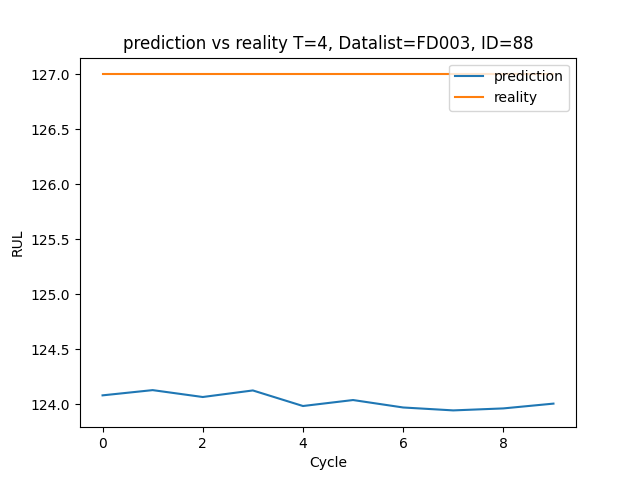 prediction vs reality T=4, Datalist=FD003, ID=88
127.0
126.5
126.0
125.5
125.0
124.5
124.0
RUL
prediction
reality
0 2 4 6 8
Cycle